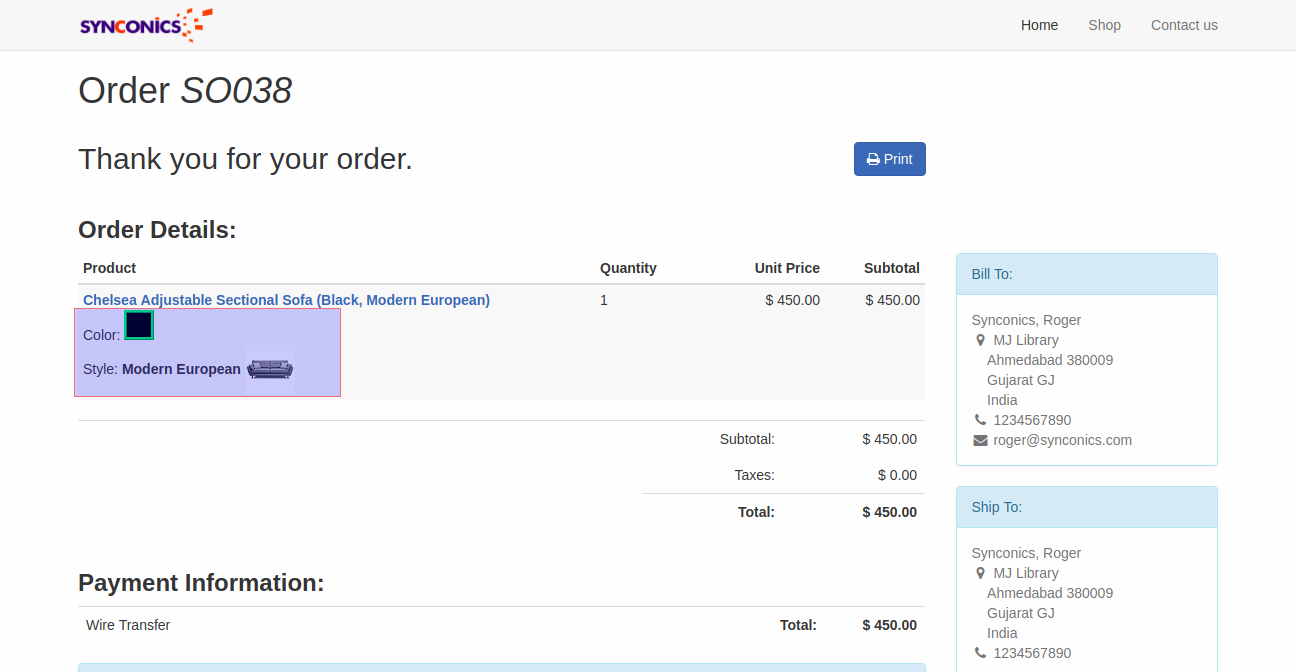 SYNCONICS
Home Shop Contact us
Order SO038
Thank you for your order.
Print
Order Details:
Product Quantity Unit Price Subtotal
Chelsea Adjustable Sectional Sofa (Black, Modern European) 1 $ 450.00 $ 450.00
Color:
Style: Modern European
Subtotal: $ 450.00
Taxes: $ 0.00
Total: $ 450.00
Payment Information:
Wire Transfer Total: $ 450.00
Bill To:
Synconics, Roger
MJ Library
Ahmedabad 380009
Gujarat GJ
India
1234567890
roger@synconics.com
Ship To:
Synconics, Roger
MJ Library
Ahmedabad 380009
Gujarat GJ
India
1234567890